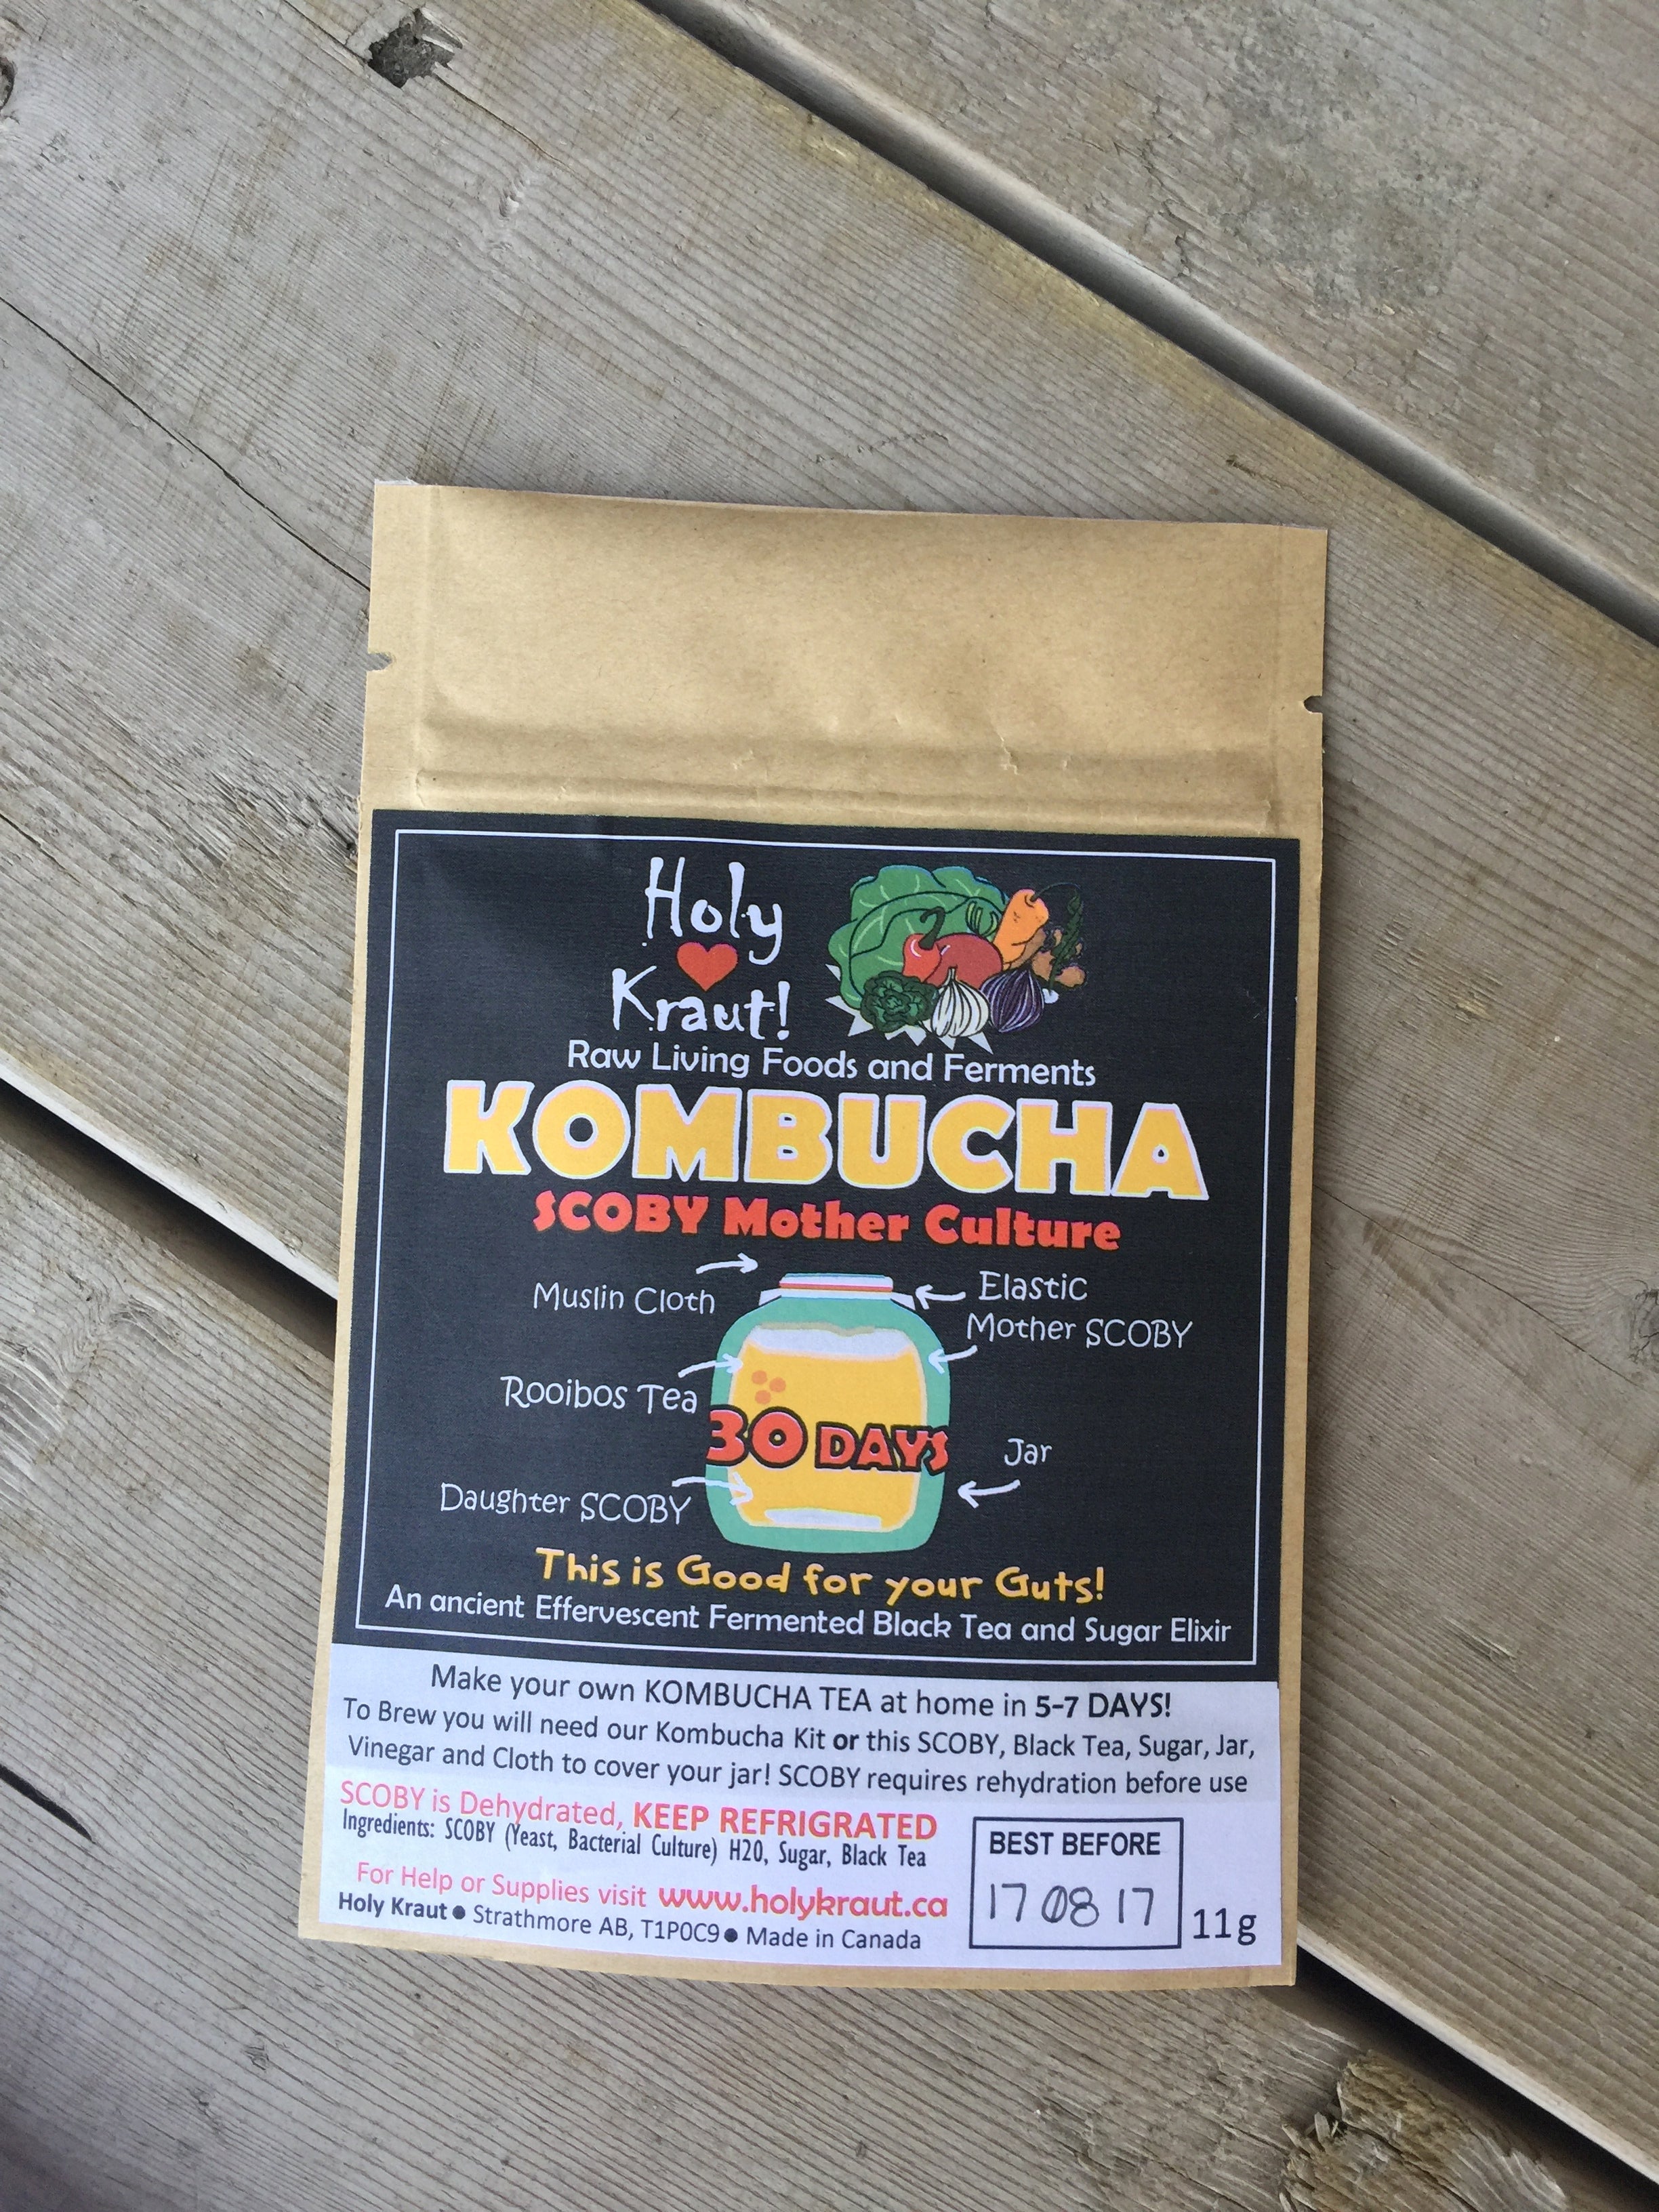 Holy
Kraut!
Raw Living Foods and Ferments
KOMBUCHA
SCOBY Mother Culture
Muslin Cloth
Elastic
Mother SCOBY
Rooibos Tea
30 DAYS
Jar
Daughter SCOBY
This is Good for your Guts!
An ancient Effervescent Fermented Black Tea and Sugar Elixir
Make your own KOMBUCHA TEA at home in 5-7 DAYS!
To Brew you will need our Kombucha Kit or this SCOBY, Black Tea, Sugar, Jar,
Vinegar and Cloth to cover your jar! SCOBY requires rehydration before use
SCOBY is Dehydrated, KEEP REFRIGRATED
Ingredients: SCOBY (Yeast, Bacterial Culture) H20, Sugar, Black Tea
For Help or Supplies visit www.holykraut.ca
Holy Kraut ● Strathmore AB, T1P0C9 ● Made in Canada
BEST BEFORE
17 08 17
11g